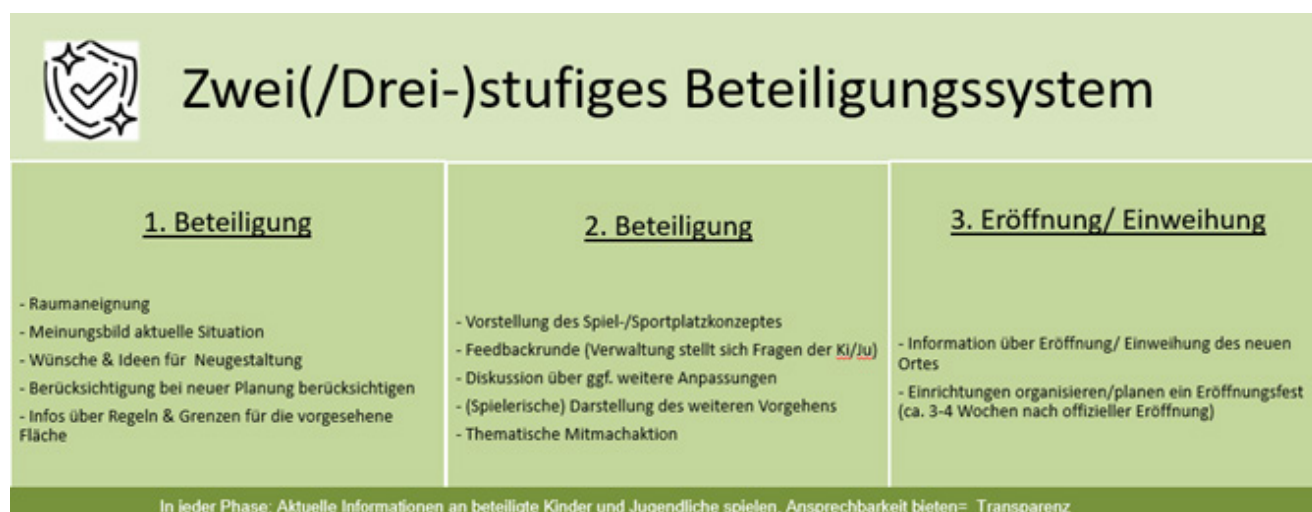 Zwei(/Drei-)stufiges Beteiligungssystem
1. Beteiligung
- Raumaneignung
- Meinungsbild aktuelle Situation
- Wünsche & Ideen für Neugestaltung
- Berücksichtigung bei neuer Planung berücksichtigen
- Infos über Regeln & Grenzen für die vorgesehene
Fläche
2. Beteiligung
- Vorstellung des Spiel-/Sportplatzkonzeptes
- Feedbackrunde (Verwaltung stellt sich Fragen der Ki/Ju)
- Diskussion über ggf. weitere Anpassungen
- (Spielerische) Darstellung des weiteren Vorgehens
- Thematische Mitmachaktion
3. Eröffnung/ Einweihung
- Information über Eröffnung/ Einweihung des neuen
Ortes
- Einrichtungen organisieren/planen ein Eröffnungsfest
(ca. 3-4 Wochen nach offizieller Eröffnung)
In jeder Phase: Aktuelle Informationen an beteiligte Kinder und Jugendliche spielen, Ansprechbarkeit bieten= Transparenz